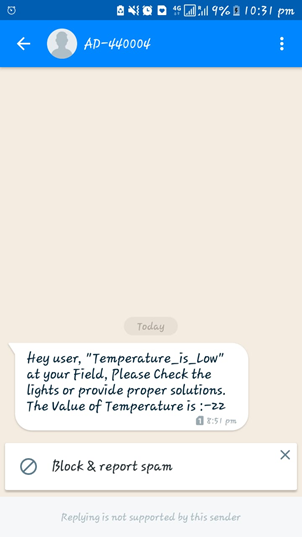 4G 9% 10:31 pm
AD-440004
Today
Hey user, "Temperature_is_Low"
at your Field, Please Check the
lights or provide proper solutions.
The Value of Temperature is :-22
1 8:51 pm
Block & report spam
Replying is not supported by this sender